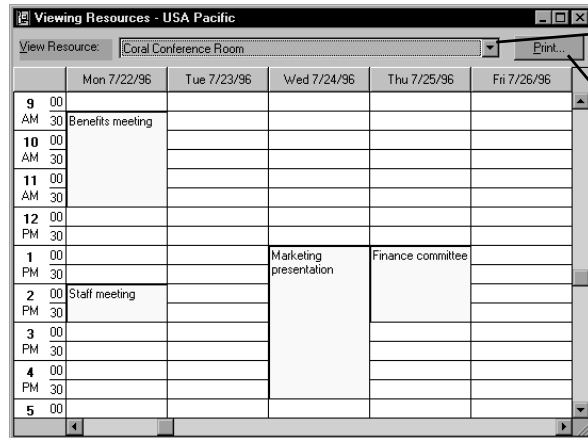 Viewing Resources - USA Pacific
View Resource: Coral Conference Room Print...
Mon 7/22/96 Tue 7/23/96 Wed 7/24/96 Thu 7/25/96 Fri 7/26/96
9 00
AM 30 Benefits meeting
10 00
AM 30
11 00
AM 30
12 00
PM 30
1 00 Marketing presentation Finance committee
PM 30
2 00 Staff meeting
PM 30
3 00
PM 30
4 00
PM 30
5 00